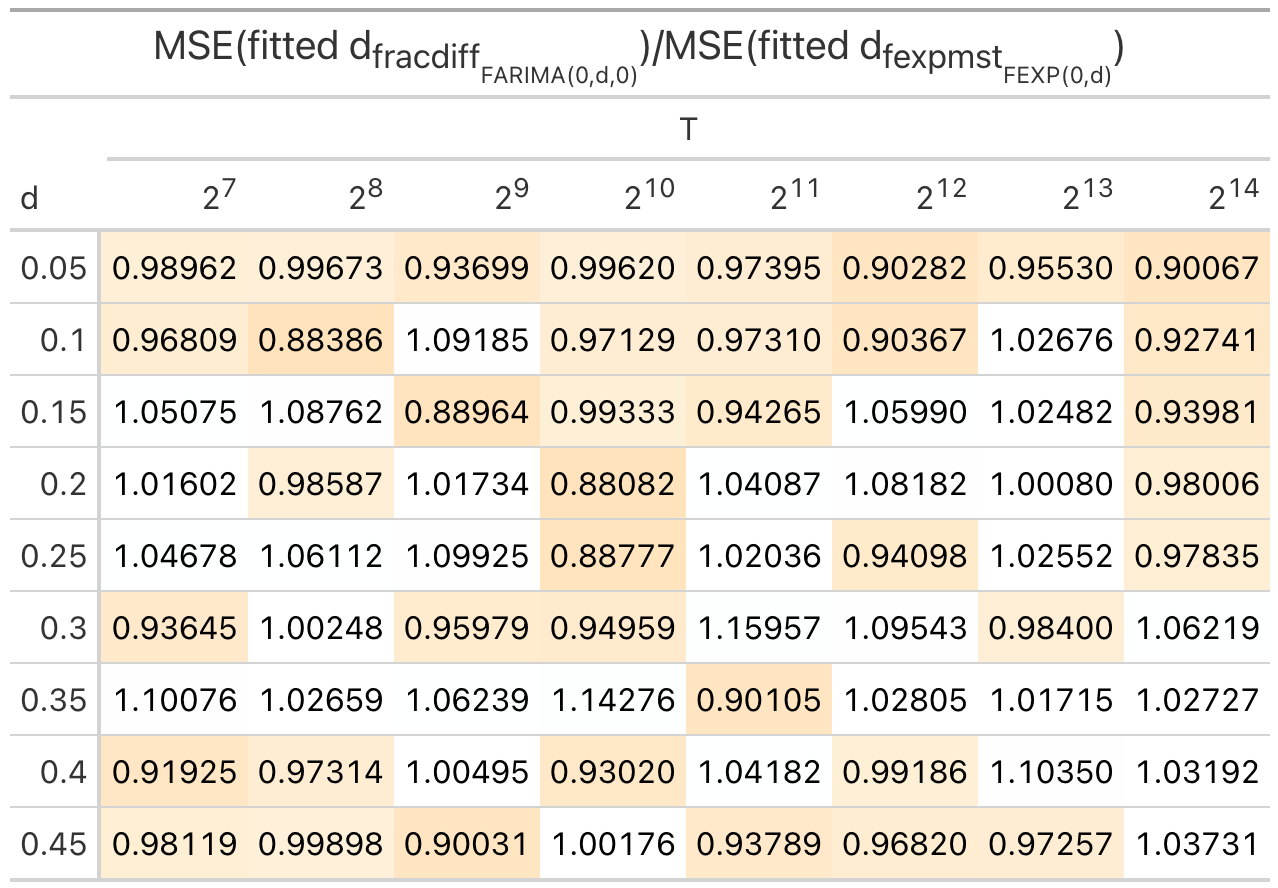 MSE(fitted dfracdiffFARIMA(0,d,0))/MSE(fitted dfexpmstFEXP(0,d))
T
d 2^7 2^8 2^9 2^10 2^11 2^12 2^13 2^14
0.05 0.98962 0.99673 0.93699 0.99620 0.97395 0.90282 0.95530 0.90067
0.1 0.96809 0.88386 1.09185 0.97129 0.97310 0.90367 1.02676 0.92741
0.15 1.05075 1.08762 0.88964 0.99333 0.94265 1.05990 1.02482 0.93981
0.2 1.01602 0.98587 1.01734 0.88082 1.04087 1.08182 1.00080 0.98006
0.25 1.04678 1.06112 1.09925 0.88777 1.02036 0.94098 1.02552 0.97835
0.3 0.93645 1.00248 0.95979 0.94959 1.15957 1.09543 0.98400 1.06219
0.35 1.10076 1.02659 1.06239 1.14276 0.90105 1.02805 1.01715 1.02727
0.4 0.91925 0.97314 1.00495 0.93020 1.04182 0.99186 1.10350 1.03192
0.45 0.98119 0.99898 0.90031 1.00176 0.93789 0.96820 0.97257 1.03731